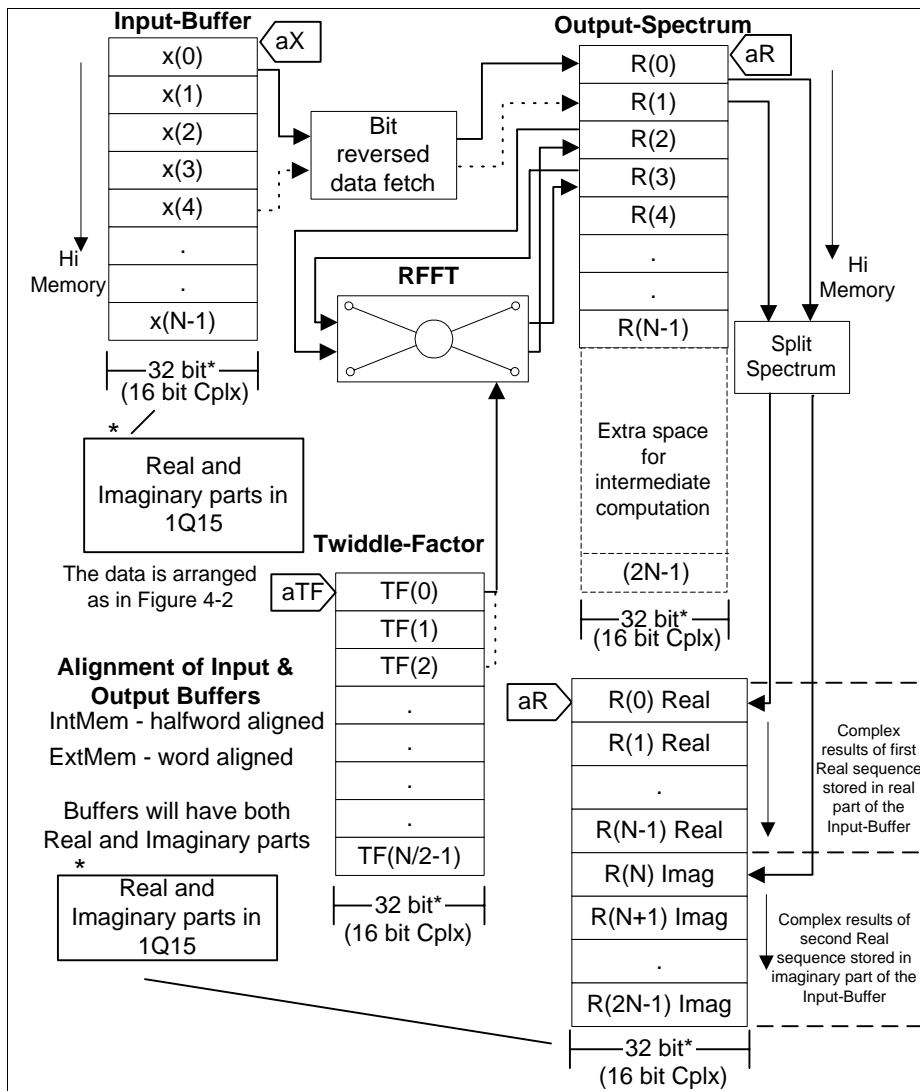 Input-Buffer
aX
x(0)
x(1)
x(2)
x(3)
x(4)
.
.
x(N-1)
Hi
Memory
32 bit*
(16 bit Cplx)
*
Real and
Imaginary parts in
1Q15
The data is arranged
as in Figure 4-2
Bit
reversed
data fetch
RFFT
Output-Spectrum
aR
R(0)
R(1)
R(2)
R(3)
R(4)
.
.
R(N-1)
Extra space
for
intermediate
computation
(2N-1)
32 bit*
(16 bit Cplx)
Hi
Memory
Split
Spectrum
Twiddle-Factor
aTF
TF(0)
TF(1)
TF(2)
.
.
.
.
TF(N/2-1)
32 bit*
(16 bit Cplx)
Alignment of Input &
Output Buffers
IntMem - halfword aligned
ExtMem - word aligned
Buffers will have both
Real and Imaginary parts
*
Real and
Imaginary parts in
1Q15
aR
R(0) Real
R(1) Real
.
R(N-1) Real
R(N) Imag
R(N+1) Imag
.
R(2N-1) Imag
32 bit*
(16 bit Cplx)
Complex
results of first
Real sequence
stored in real
part of the
Input-Buffer
Complex results of
second Real
sequence stored in
imaginary part of the
Input-Buffer